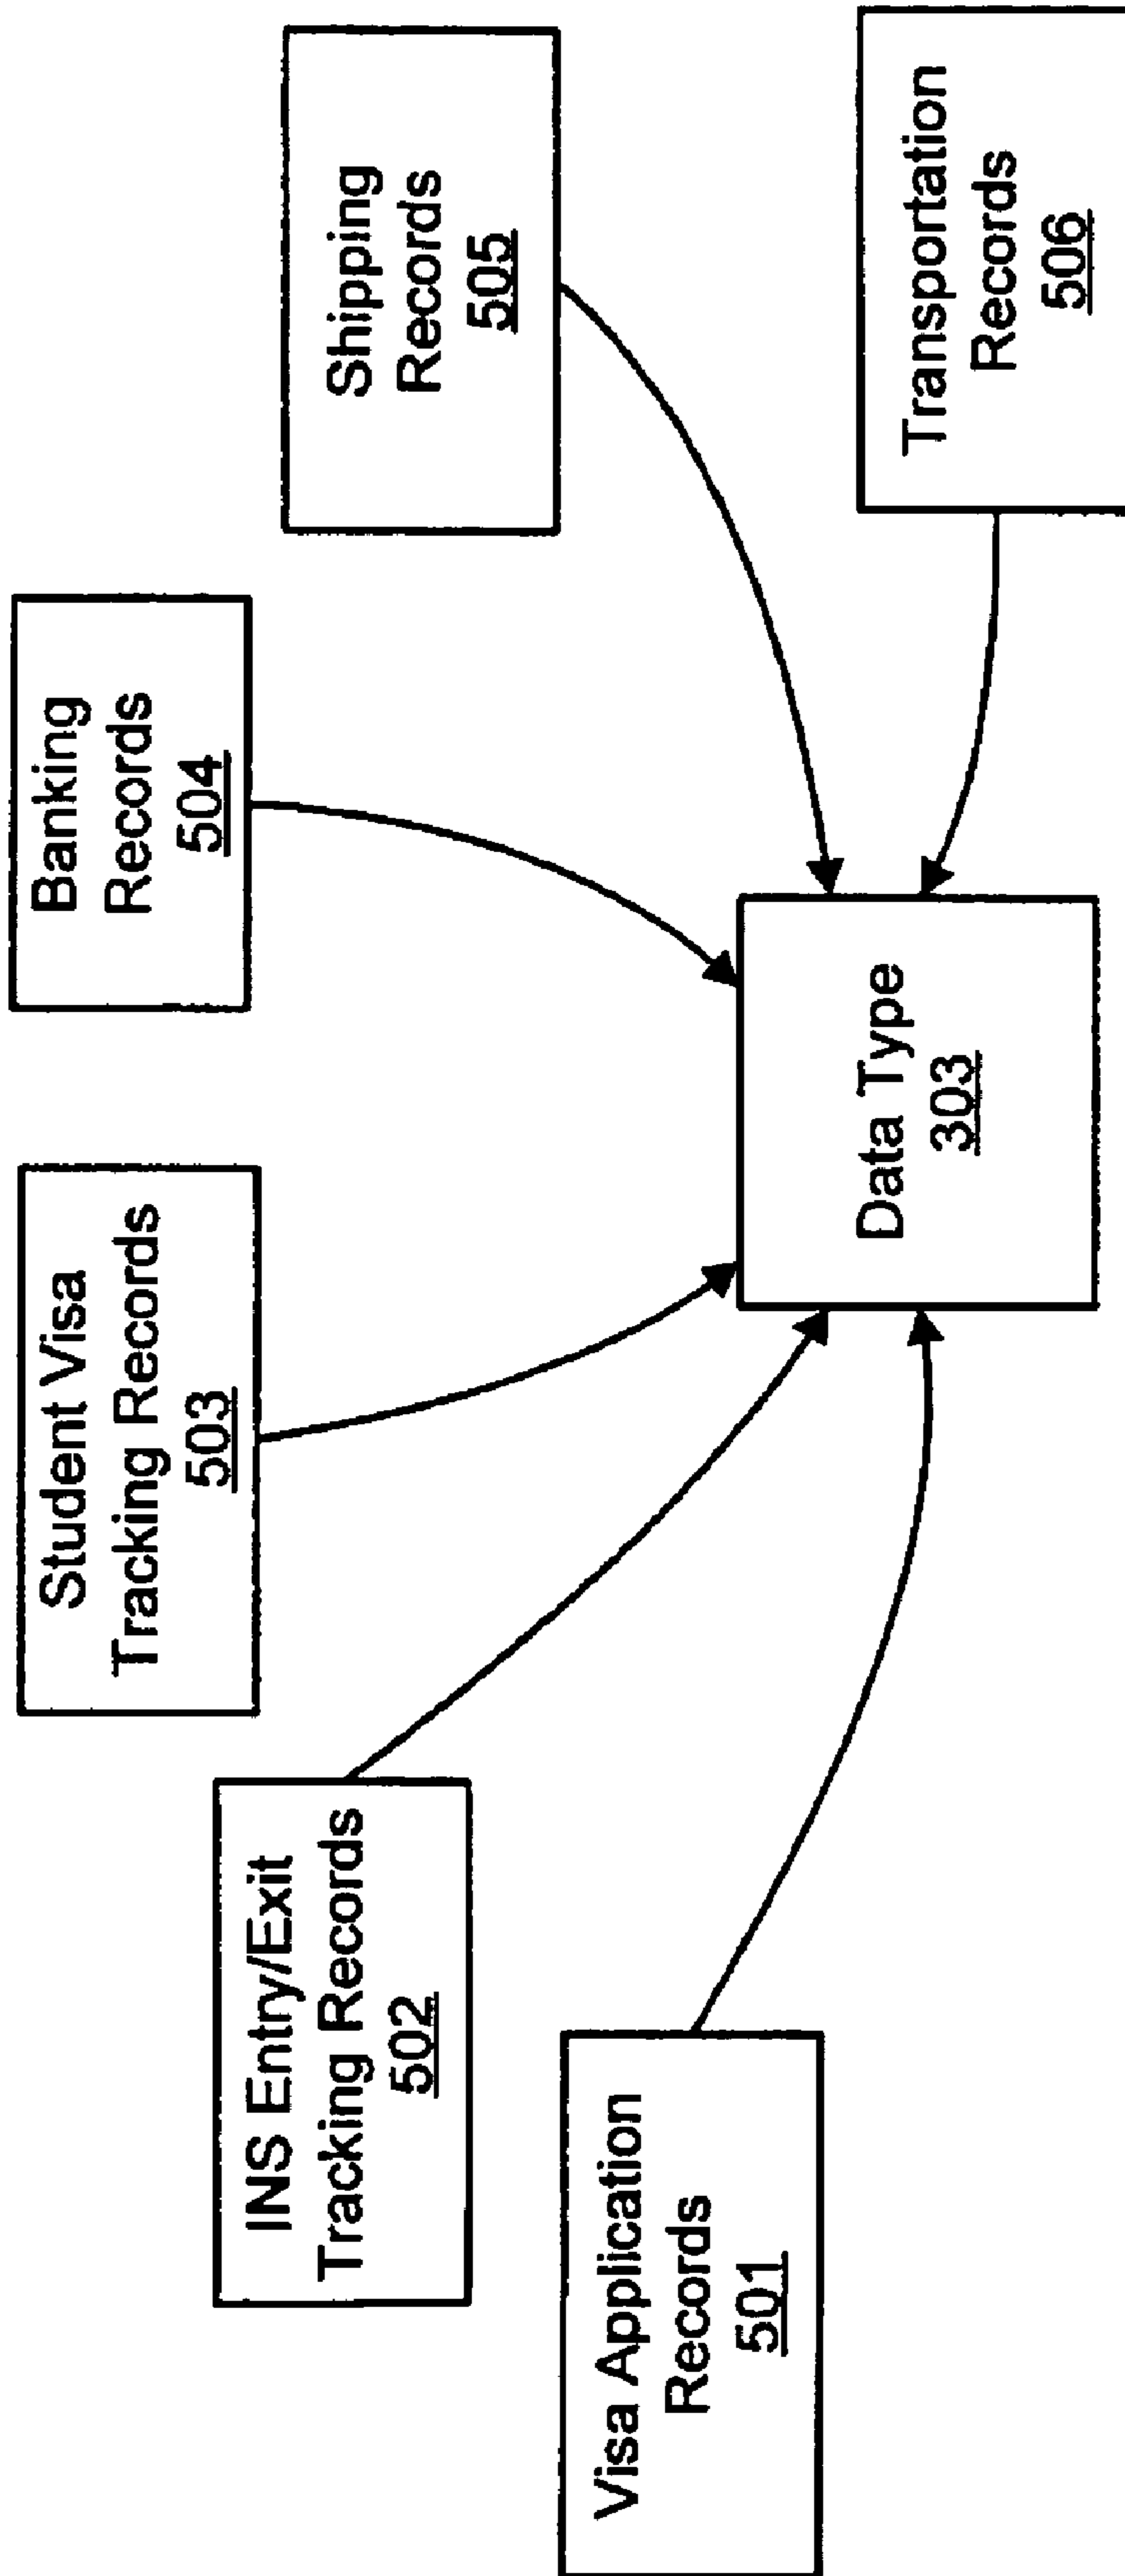 Visa Application
Records
501
INS Entry/Exit
Tracking Records
502
Student Visa
Tracking Records
503
Banking
Records
504
Shipping
Records
505
Transportation
Records
506
Data Type
303